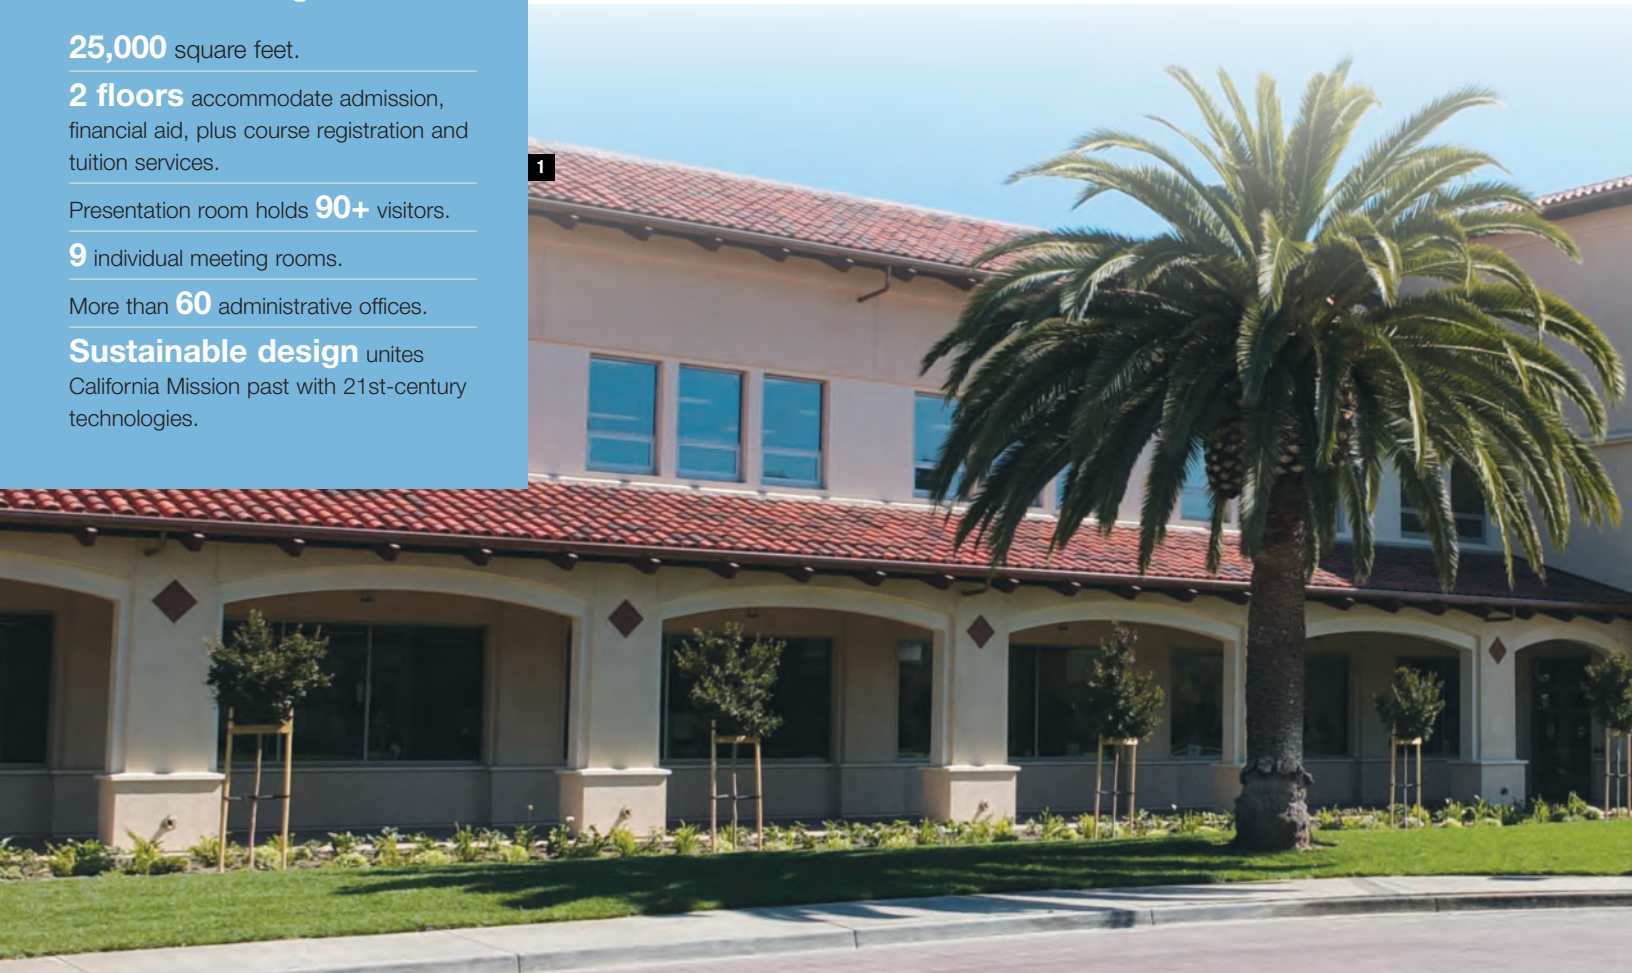 25,000 square feet.
2 floors accommodate admission,
financial aid, plus course registration and
tuition services.
Presentation room holds 90+ visitors.
9 individual meeting rooms.
More than 60 administrative offices.
Sustainable design unites
California Mission past with 21st-century
technologies.
1